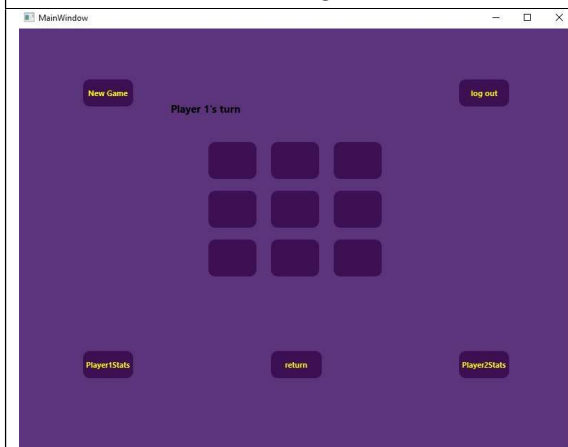 MainWindow
New Game
log out
Player 1's turn
Player1Stats
return
Player2Stats